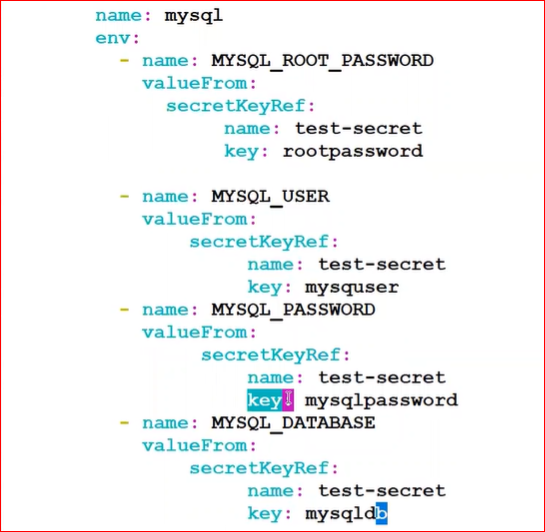 name: mysql
env:
- name: MYSQL_ROOT_PASSWORD
valueFrom:
secretKeyRef:
name: test-secret
key: rootpassword
- name: MYSQL_USER
valueFrom:
secretKeyRef:
name: test-secret
key: mysquser
- name: MYSQL_PASSWORD
valueFrom:
secretKeyRef:
name: test-secret
key: mysqlpassword
- name: MYSQL_DATABASE
valueFrom:
secretKeyRef:
name: test-secret
key: mysqldb